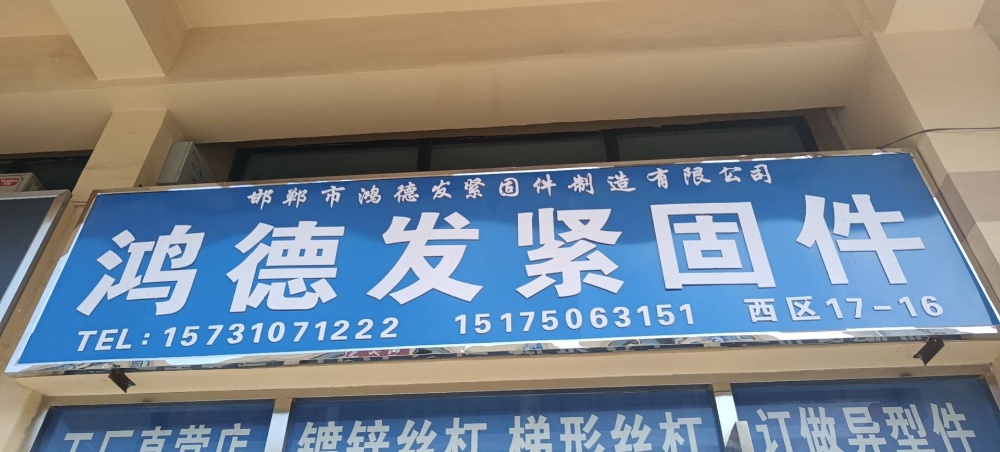 邯郸市鸿德发紧固件制造有限公司
鸿德发紧固件
TEL：15731071222 15175063151 西区17-16
工厂直营店 镀锌丝杠 梯形丝杠 订做异型件